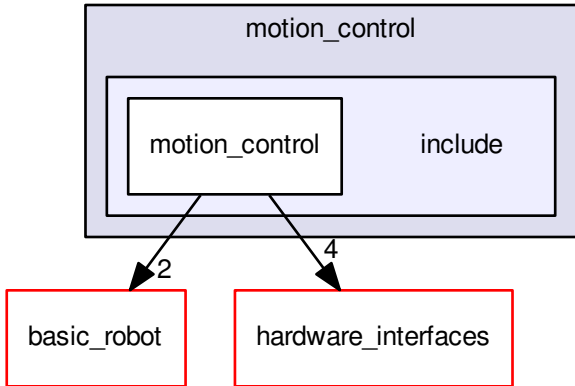 motion_control
motion_control
include
2
4
basic_robot
hardware_interfaces